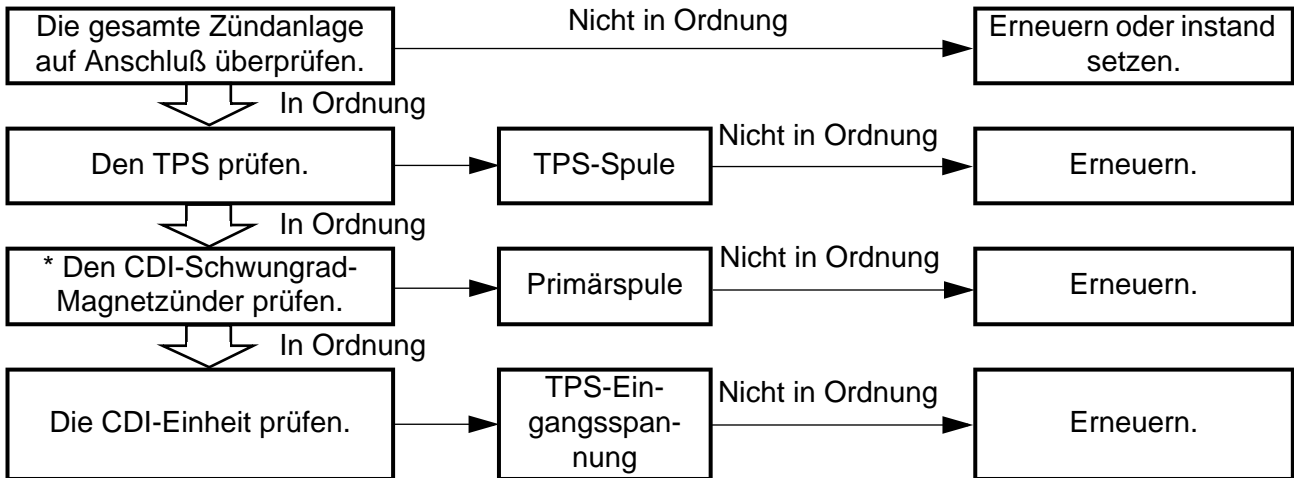 Die gesamte Zündanlage
auf Anschluß überprüfen.
Nicht in Ordnung
Erneuern oder instand
setzen.
In Ordnung
Den TPS prüfen.
TPS-Spule
Nicht in Ordnung
Erneuern.
In Ordnung
* Den CDI-Schwungrad-
Magnetzünder prüfen.
Primärspule
Nicht in Ordnung
Erneuern.
In Ordnung
Die CDI-Einheit prüfen.
TPS-Ein-
gangsspan-
nung
Nicht in Ordnung
Erneuern.